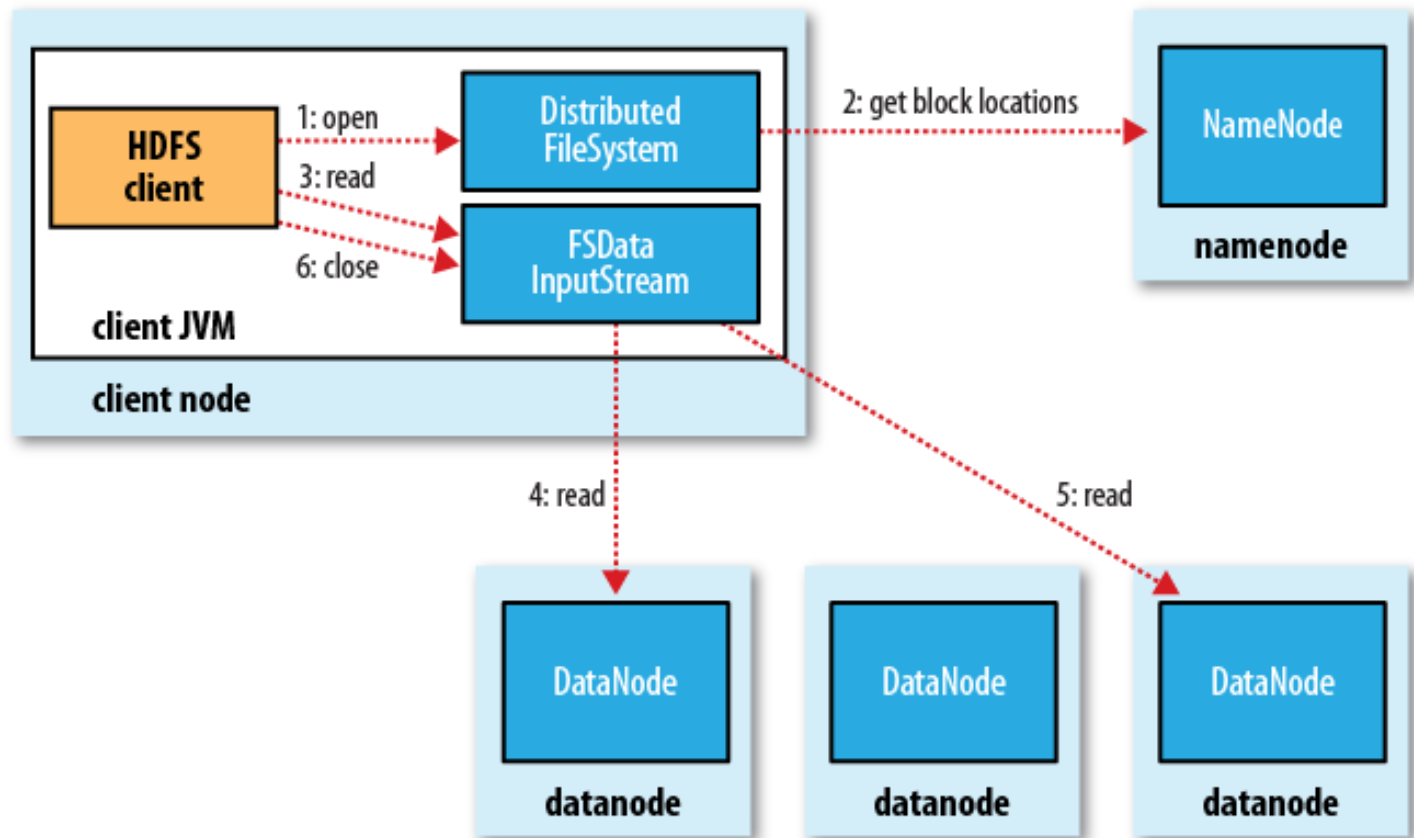 1: open
Distributed
FileSystem
2: get block locations
NameNode
HDFS
client
3: read
namenode
6: close
FSData
InputStream
client JVM
client node
4: read
5: read
DataNode
DataNode
DataNode
datanode
datanode
datanode